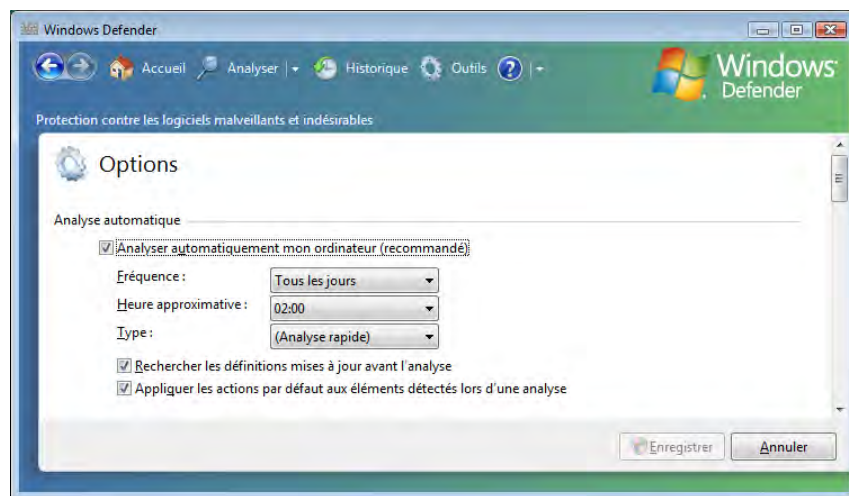 Windows Defender
Accueil Analyser Historique Outils
Windows
Defender
Protection contre les logiciels malveillants et indésirables
Options
Analyse automatique
Analyser automatiquement mon ordinateur (recommandé)
Fréquence : Tous les jours
Heure approximative : 02:00
Type : (Analyse rapide)
Rechercher les définitions mises à jour avant l'analyse
Appliquer les actions par défaut aux éléments détectés lors d'une analyse
Enregistrer Annuler